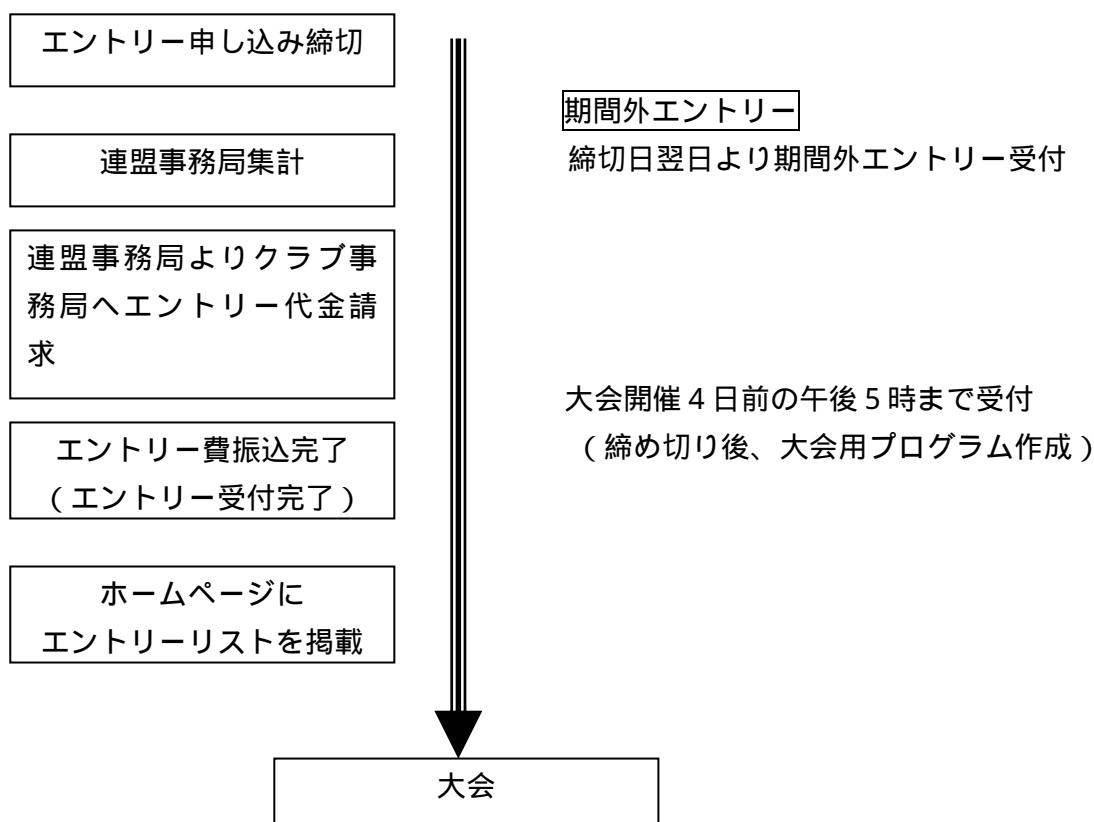 エントリー申し込み締切
期間外エントリー
連盟事務局集計
締切日翌日より期間外エントリー受付
連盟事務局よりクラブ事
務局へエントリー代金請
求
大会開催４日前の午後５時まで受付
エントリー費振込完了
（締め切り後、大会用プログラム作成）
（エントリー受付完了）
ホームページに
エントリーリストを掲載
大会